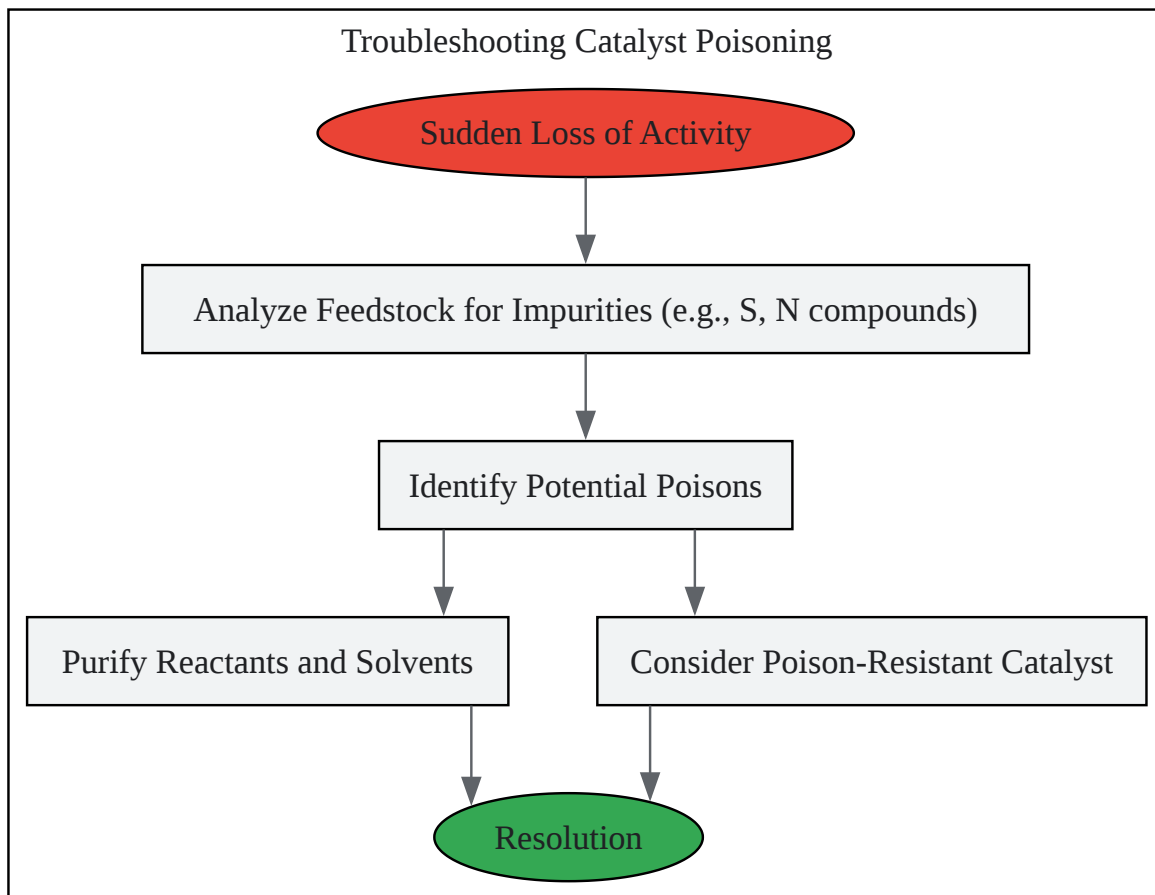 Troubleshooting Catalyst Poisoning
Sudden Loss of Activity
Analyze Feedstock for Impurities (e.g., S, N compounds)
Identify Potential Poisons
Purify Reactants and Solvents
Consider Poison-Resistant Catalyst
Resolution